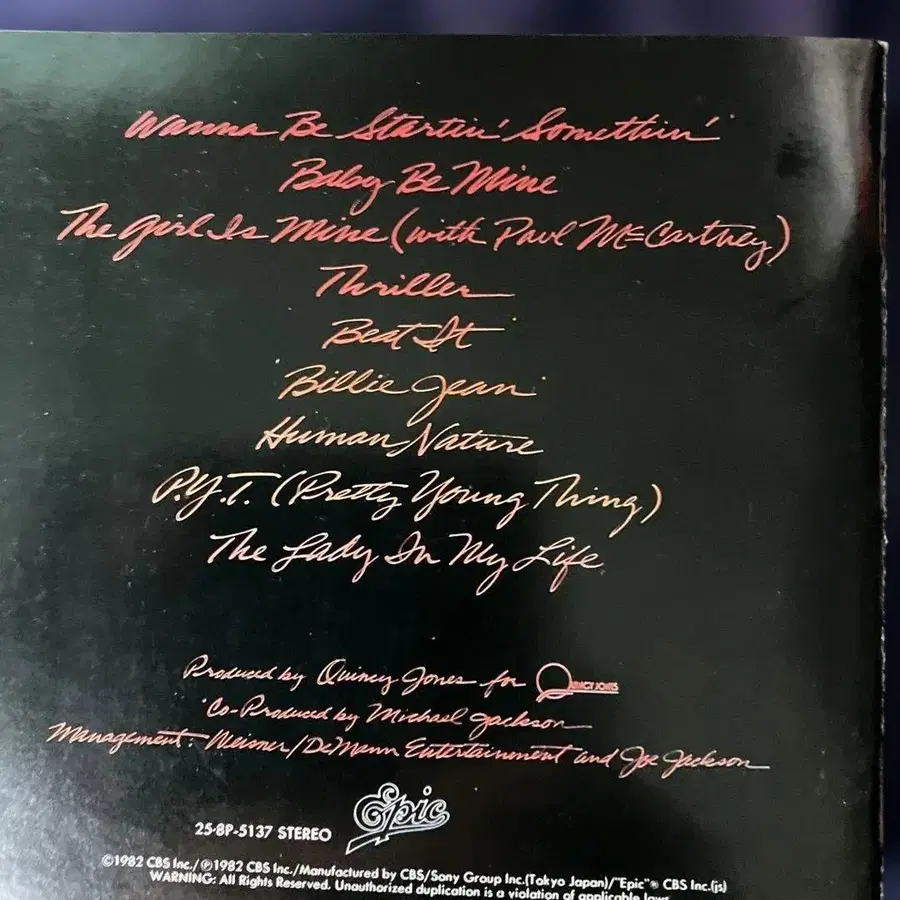 Wanna Be Startin' Somethin'
Baby Be Mine
The Girl Is Mine (with Paul McCartney)
Thriller
Beat It
Billie Jean
Human Nature
P.Y.T. (Pretty Young Thing)
The Lady In My Life
Produced by Quincy Jones for QUINCY JONES
Co-Produced by Michael Jackson
Management: Weisner/DeMann Entertainment and Joe Jackson
25·8P-5137 STEREO Epic
©1982 CBS Inc./℗1982 CBS Inc./Manufactured by CBS/Sony Group Inc.(Tokyo Japan)/"Epic"® CBS Inc.(js)
WARNING: All Rights Reserved. Unauthorized duplication is a violation of applicable laws